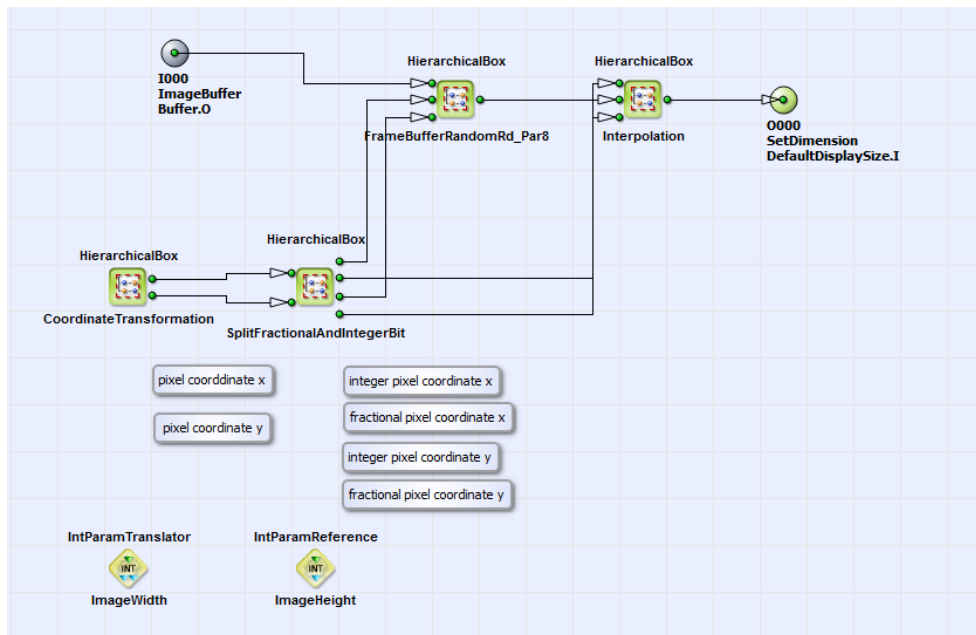 HierarchicalBox
HierarchicalBox
I000
ImageBuffer
Buffer.O
FrameBufferRandomRd_Par8
Interpolation
O000
SetDimension
DefaultDisplaySize.I
HierarchicalBox
HierarchicalBox
CoordinateTransformation
SplitFractionalAndIntegerBit
pixel coorddinate x
integer pixel coordinate x
fractional pixel coordinate x
pixel coordinate y
integer pixel coordinate y
fractional pixel coordinate y
IntParamTranslator
IntParamReference
INT
INT
ImageWidth
ImageHeight